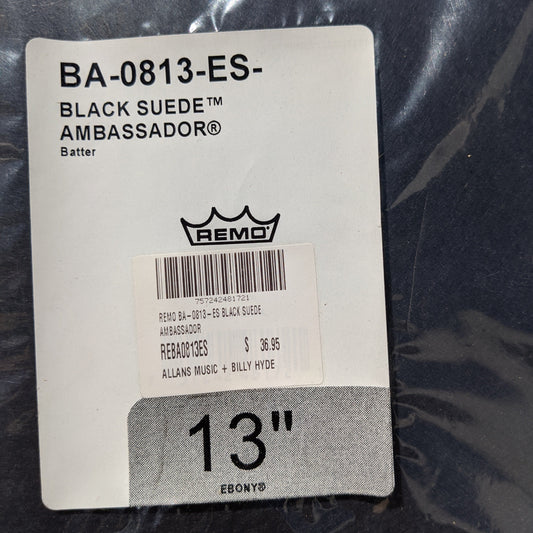 BA-0813-ES-
BLACK SUEDE™
AMBASSADOR®
Batter
REMO®
757242481721
REMO BA-0813-ES BLACK SUEDE
AMBASSADOR
REBA0813ES $ 36.95
ALLANS MUSIC + BILLY HYDE
13"
EBONY®